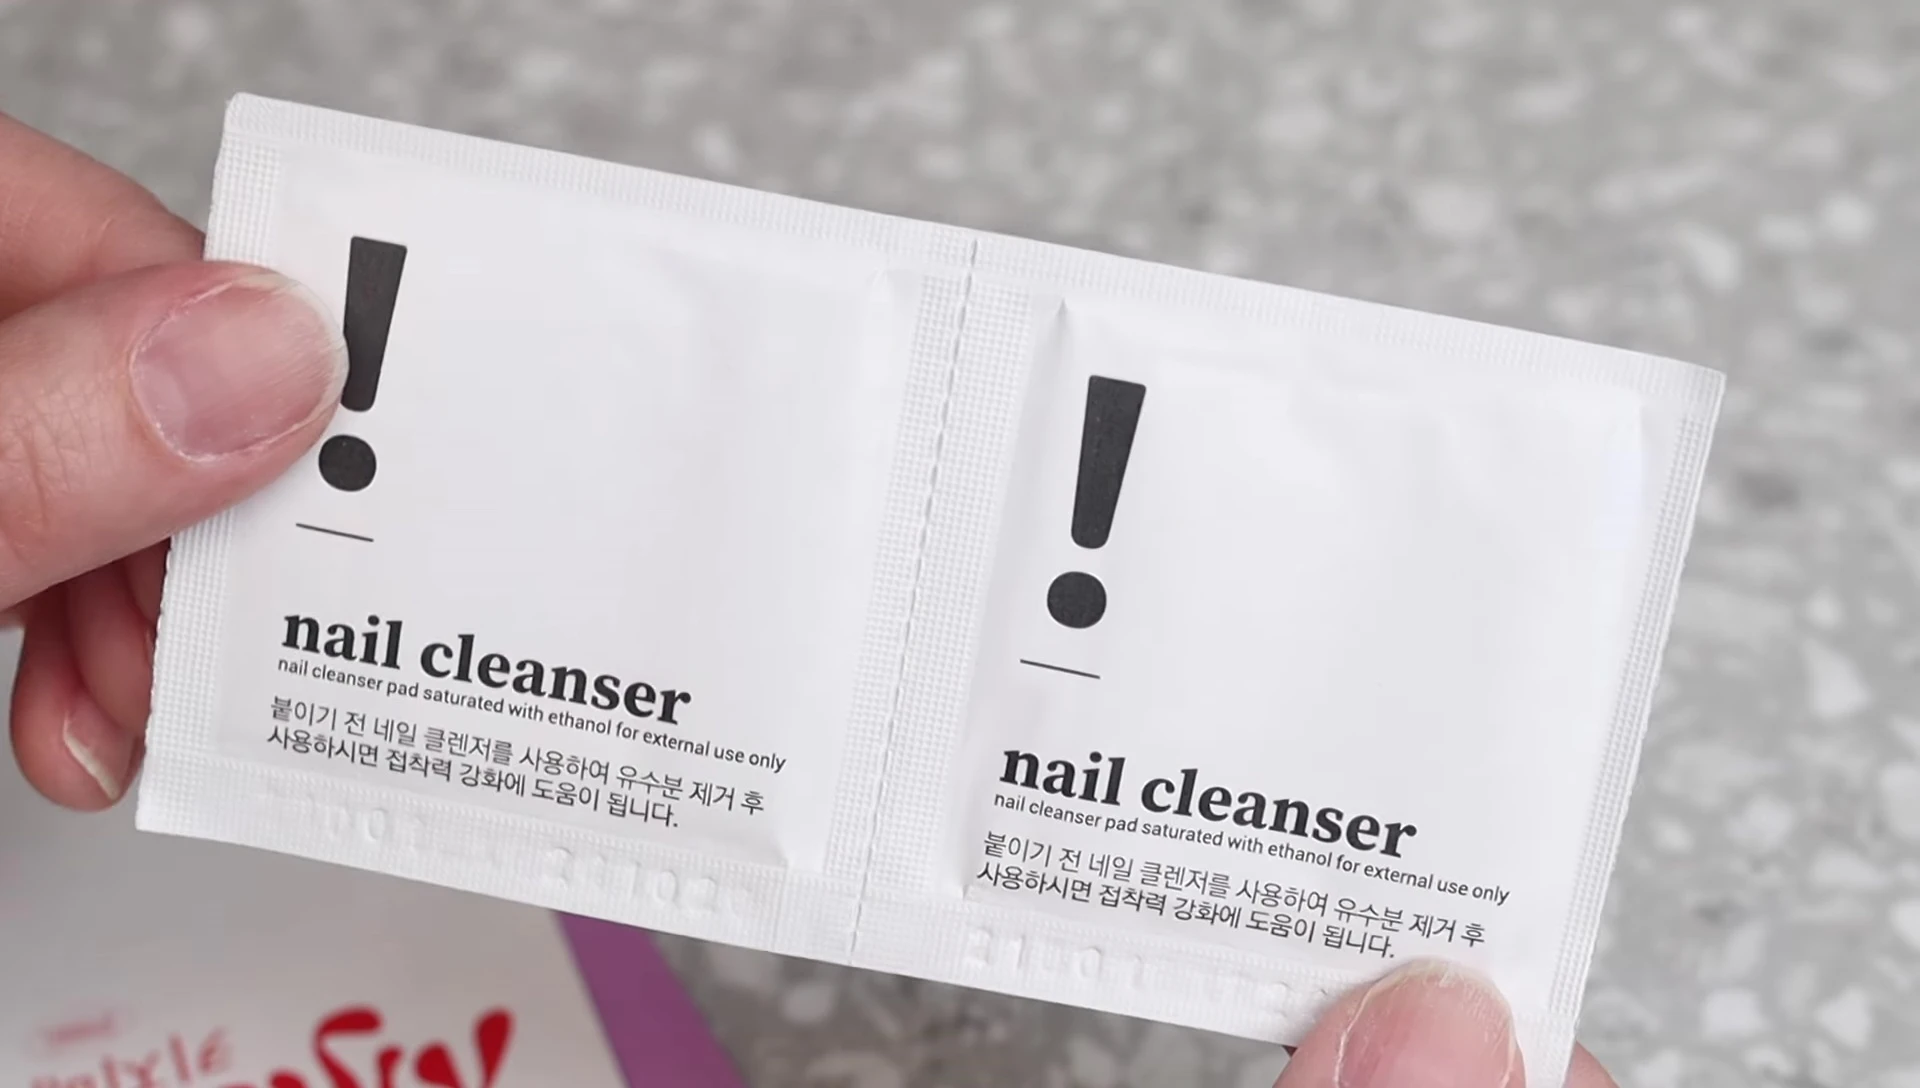 !
nail cleanser
nail cleanser pad saturated with ethanol for external use only
붙이기 전 네일 클렌저를 사용하여 유수분 제거 후
사용하시면 접착력 강화에 도움이 됩니다.
!
nail cleanser
nail cleanser pad saturated with ethanol for external use only
붙이기 전 네일 클렌저를 사용하여 유수분 제거 후
사용하시면 접착력 강화에 도움이 됩니다.